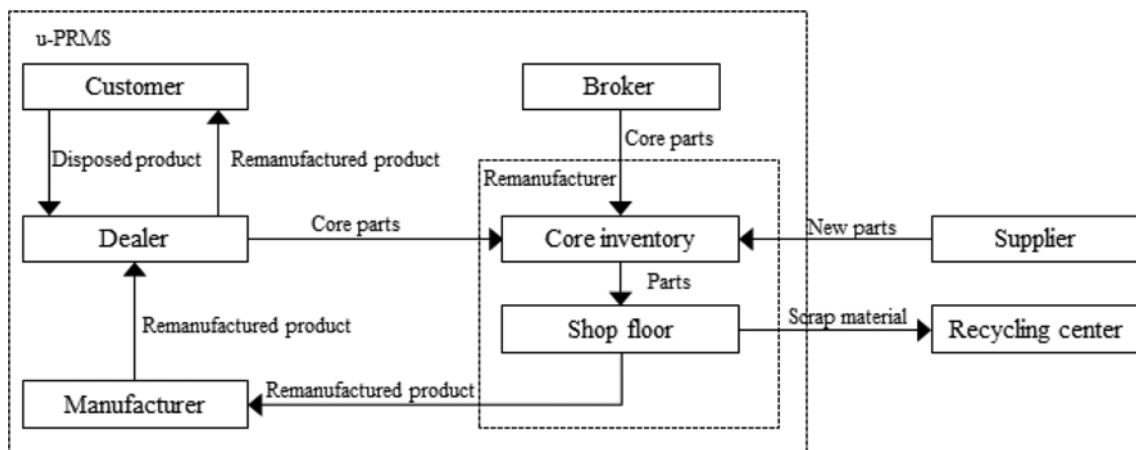 u-PRMS
Customer
Broker
Disposed product
Remanufactured product
Core parts
Remanufacturer
Dealer
Core parts
Core inventory
New parts
Supplier
Parts
Remanufactured product
Shop floor
Scrap material
Recycling center
Manufacturer
Remanufactured product